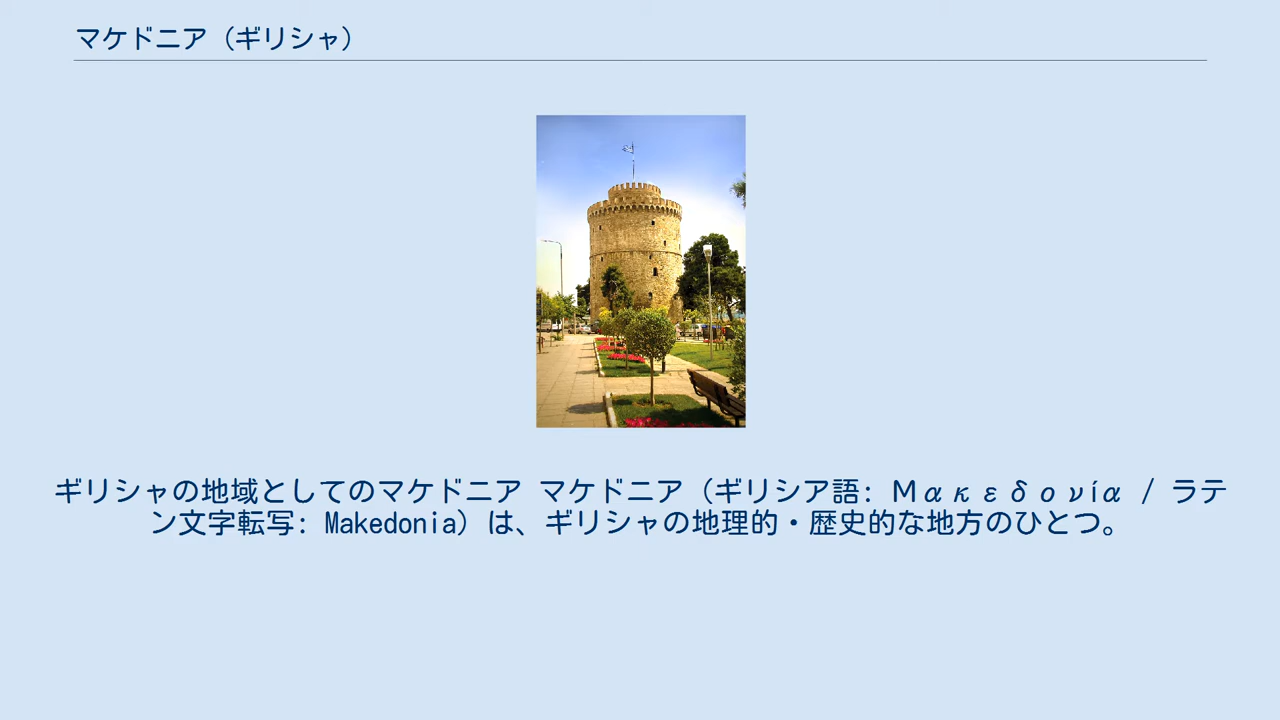 マケドニア（ギリシャ）
ギリシャの地域としてのマケドニア マケドニア（ギリシア語: Μακεδονία / ラテ
ン文字転写: Makedonia）は、ギリシャの地理的・歴史的な地方のひとつ。